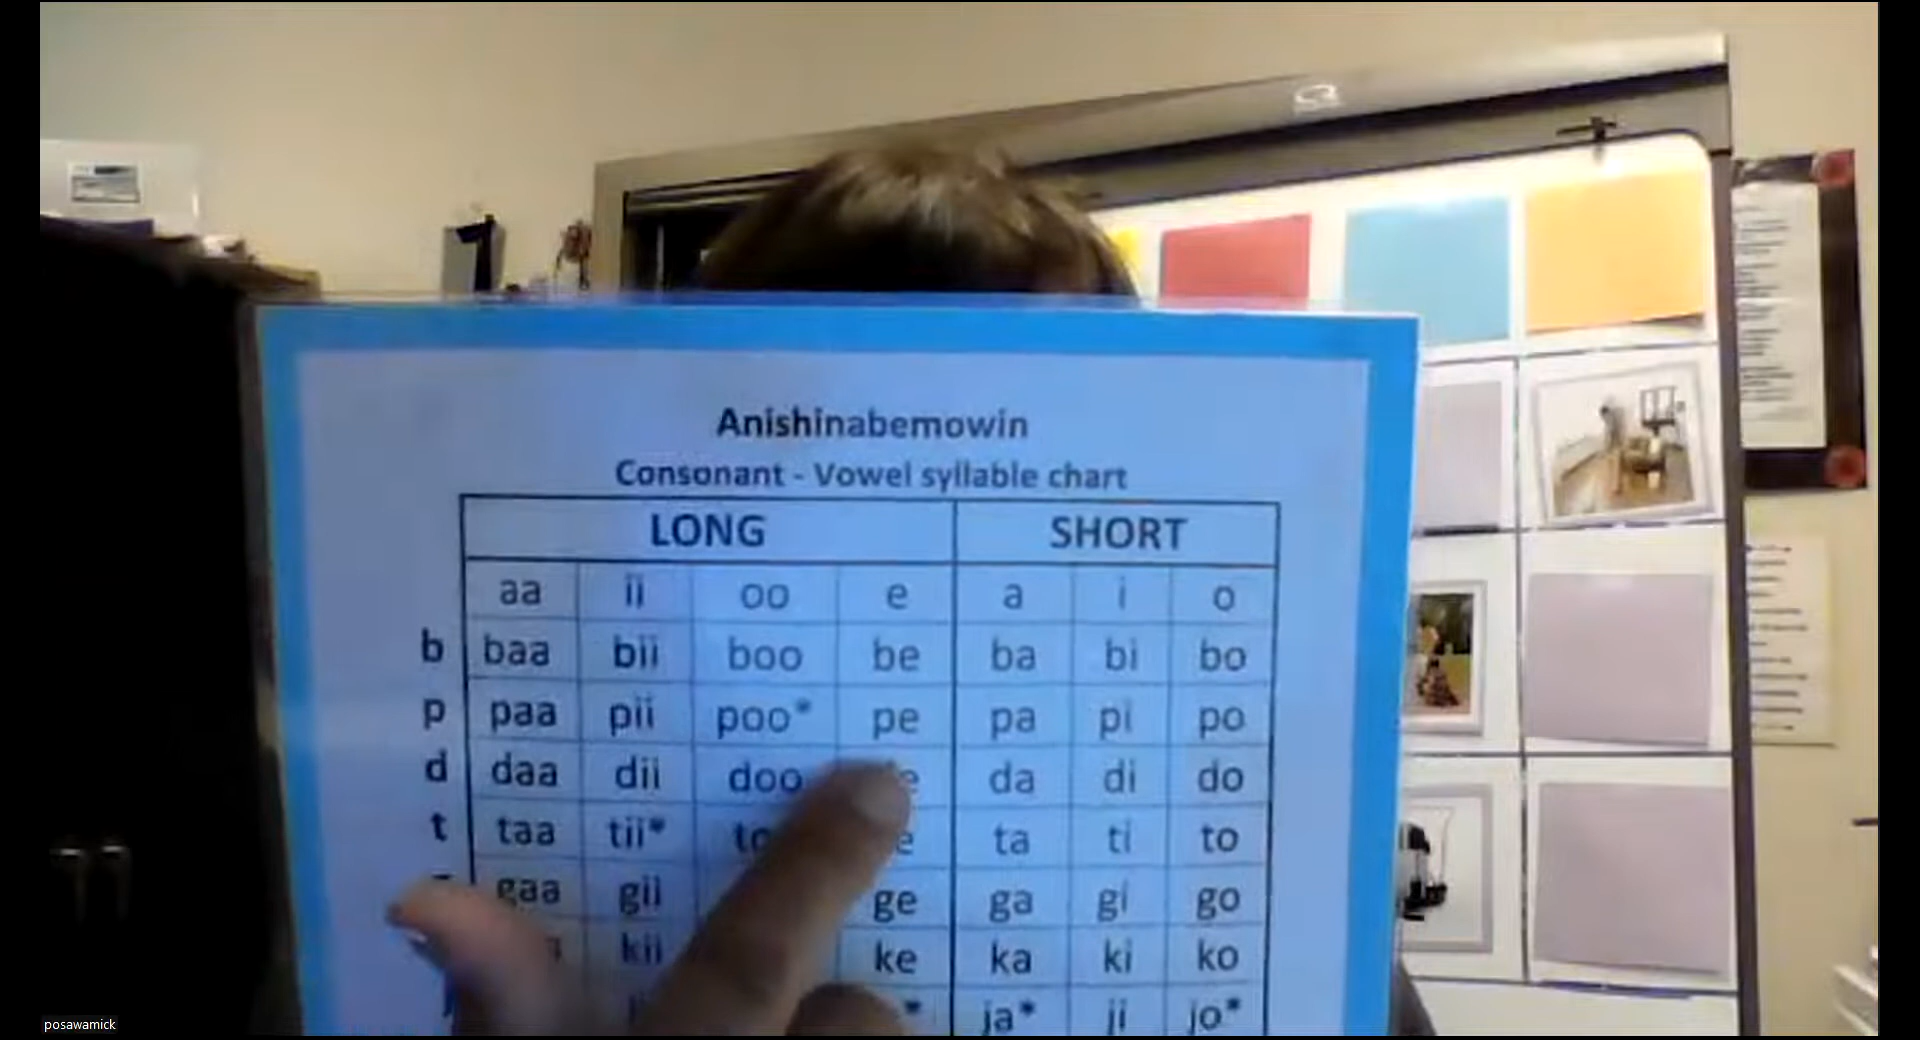 Anishinabemowin
Consonant - Vowel syllable chart
LONG SHORT
aa ii oo e a i o
b baa bii boo be ba bi bo
p paa pii poo* pe pa pi po
d daa dii doo da di do
t taa tii* ta ti to
gaa gii ge ga gi go
kii ke ka ki ko
ja* ji jo*
posawamick